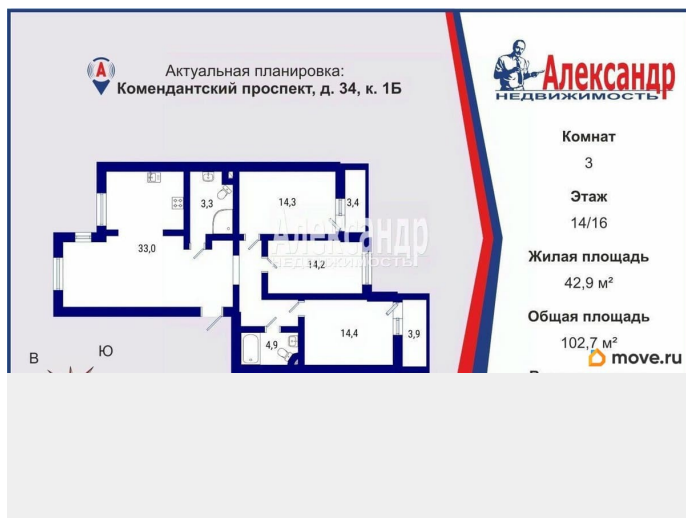 Актуальная планировка:
Комендантский проспект, д. 34, к. 1Б
Александр
НЕДВИЖИМОСТЬ
Комнат
3
Этаж
14/16
Жилая площадь
42,9 м²
Общая площадь
102,7 м²
move.ru
3,3
14,3
3,4
33,0
Александр
НЕДВИЖИМОСТЬ
14,2
14,4
3,9
4,9
В
Ю